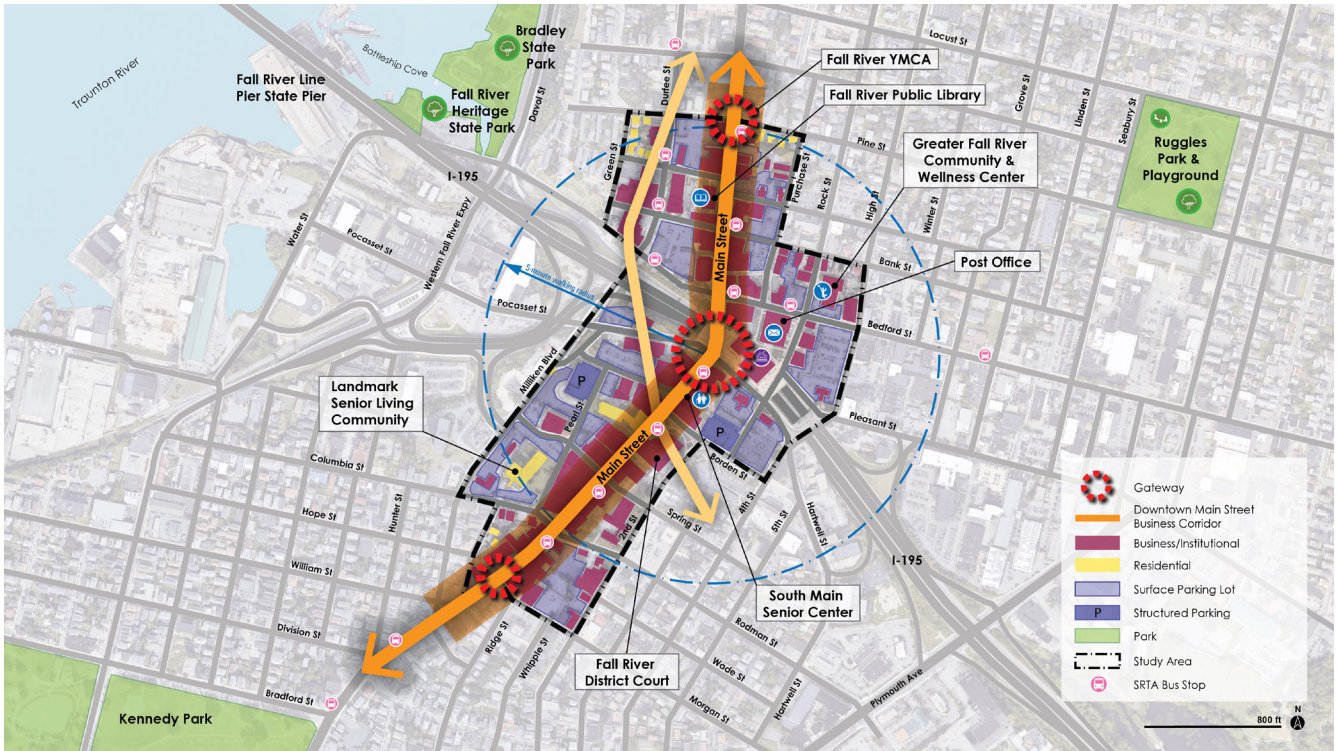 Traunton River
Battleship Cove
Bradley
State
Park
Fall River Line
Pier State Pier
Fall River
Heritage
State Park
Davol St
Durfee St
Locust St
Fall River YMCA
Fall River Public Library
Greater Fall River
Community &
Wellness Center
Grove St
Linden St
Seabury St
Ruggles
Park &
Playground
Green St
Pine St
Purchase St
Rock St
High St
Winter St
I-195
Water St
Pocasset St
Western Fall River Expy
Main Street
Bank St
Post Office
5-minute walking radius
Pocasset St
Bedford St
Milliken Blvd
Landmark
Senior Living
Community
P
Pearl St
P
Pleasant St
Main Street
Borden St
Columbia St
Hope St
Hunter St
4th St
5th St
Hartwell St
Spring St
2nd St
William St
I-195
South Main
Senior Center
Division St
Ridge St
Whipple St
Rodman St
Fall River
District Court
Wade St
Hartwell St
Morgan St
Plymouth Ave
Bradford St
Kennedy Park
Gateway
Downtown Main Street
Business Corridor
Business/Institutional
Residential
Surface Parking Lot
P
Structured Parking
Park
Study Area
SRTA Bus Stop
800 ft
N